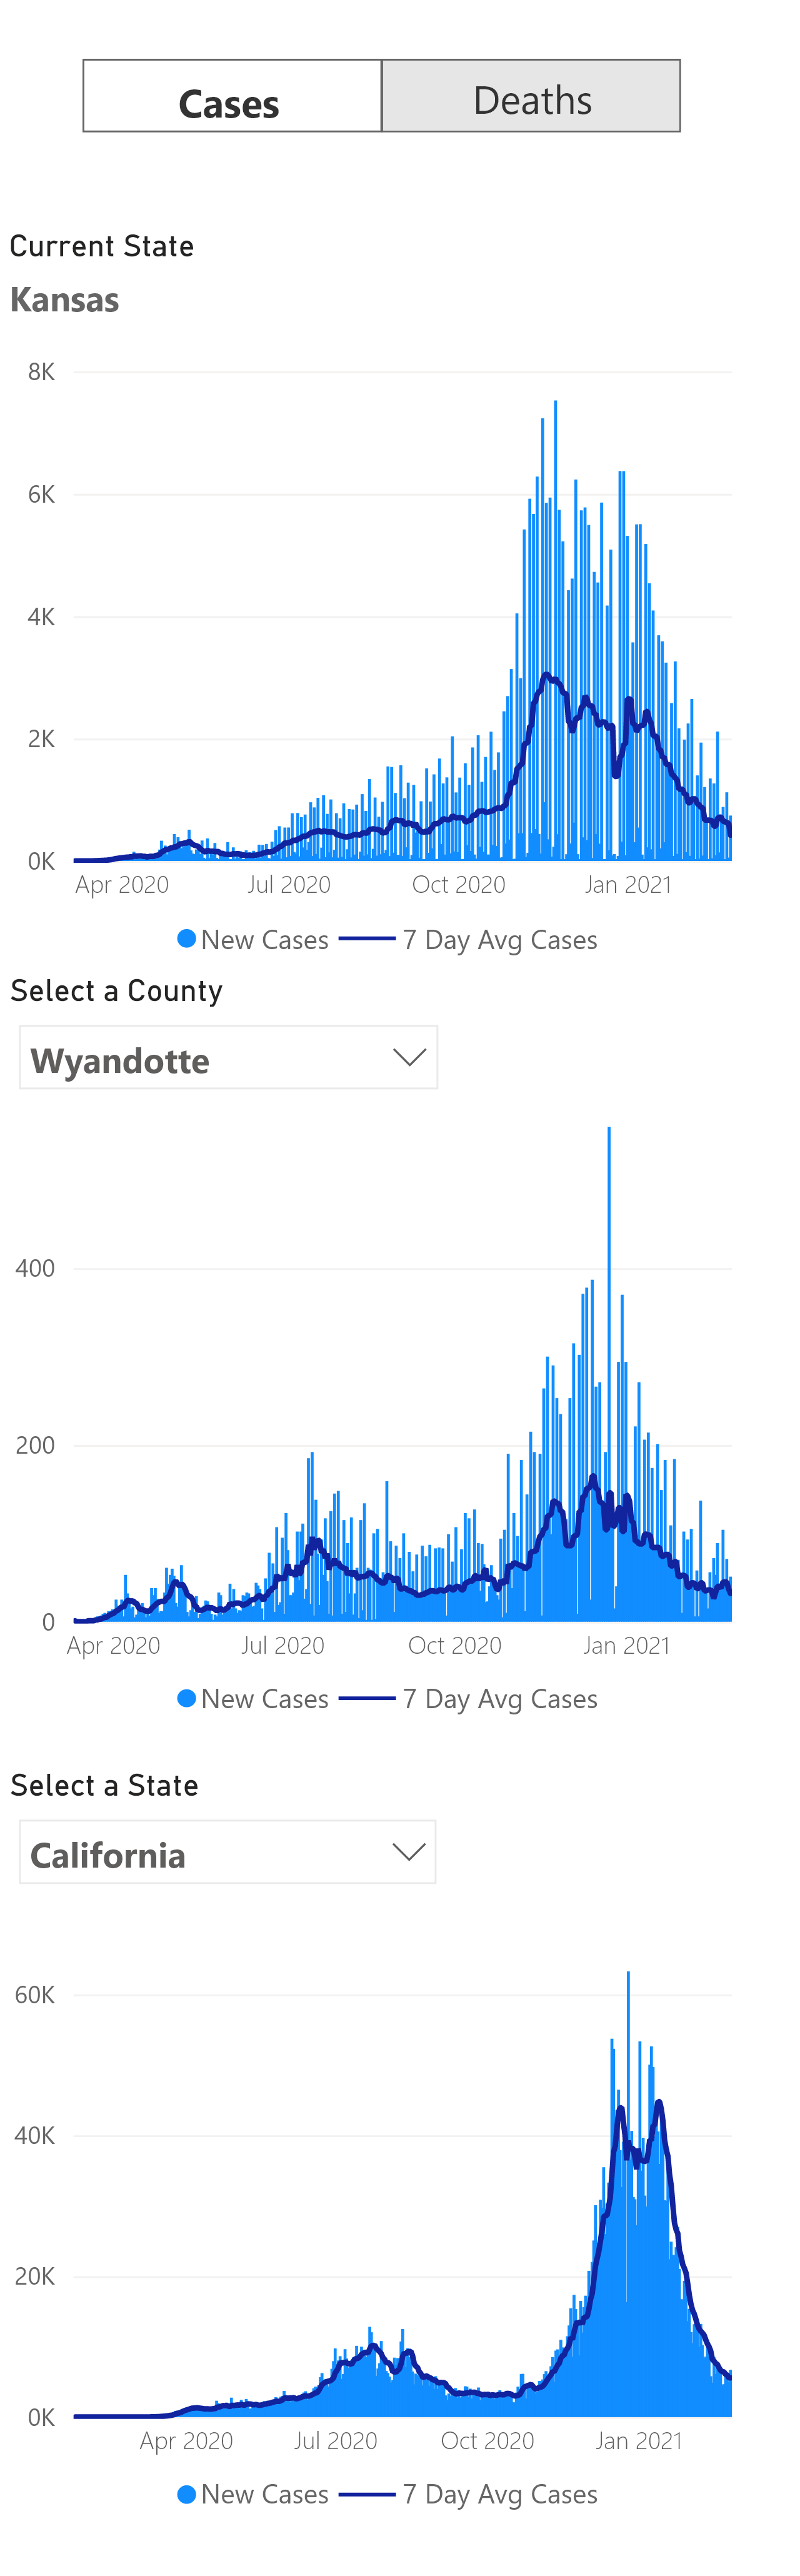 Cases Deaths
Current State
Kansas
8K
6K
4K
2K
0K
Apr 2020 Jul 2020 Oct 2020 Jan 2021
New Cases 7 Day Avg Cases
Select a County
Wyandotte
400
200
0
Apr 2020 Jul 2020 Oct 2020 Jan 2021
New Cases 7 Day Avg Cases
Select a State
California
60K
40K
20K
0K
Apr 2020 Jul 2020 Oct 2020 Jan 2021
New Cases 7 Day Avg Cases